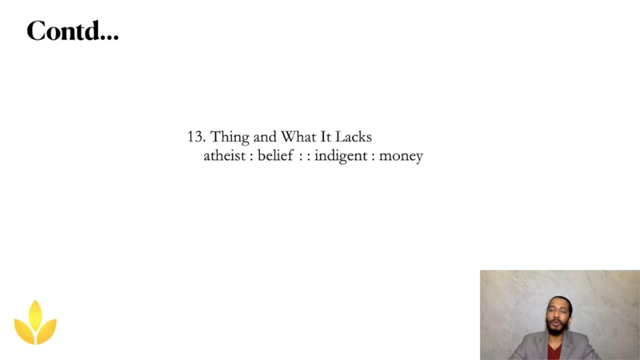 Contd...
13. Thing and What It Lacks
atheist : belief : : indigent : money